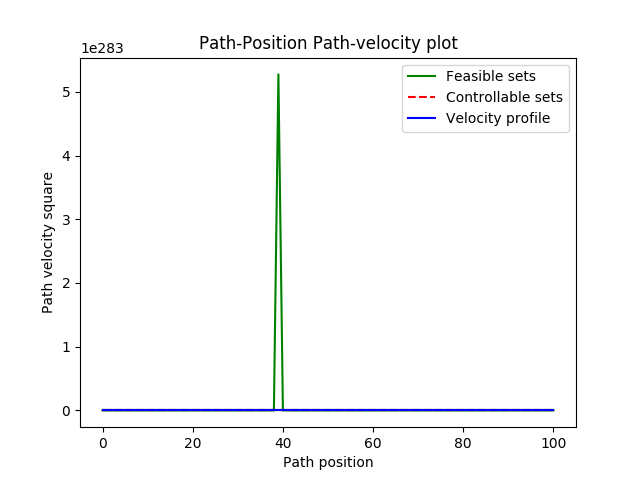 Path-Position Path-velocity plot
1e283
Feasible sets
Controllable sets
Velocity profile
Path velocity square
5
4
3
2
1
0
0 20 40 60 80 100
Path position